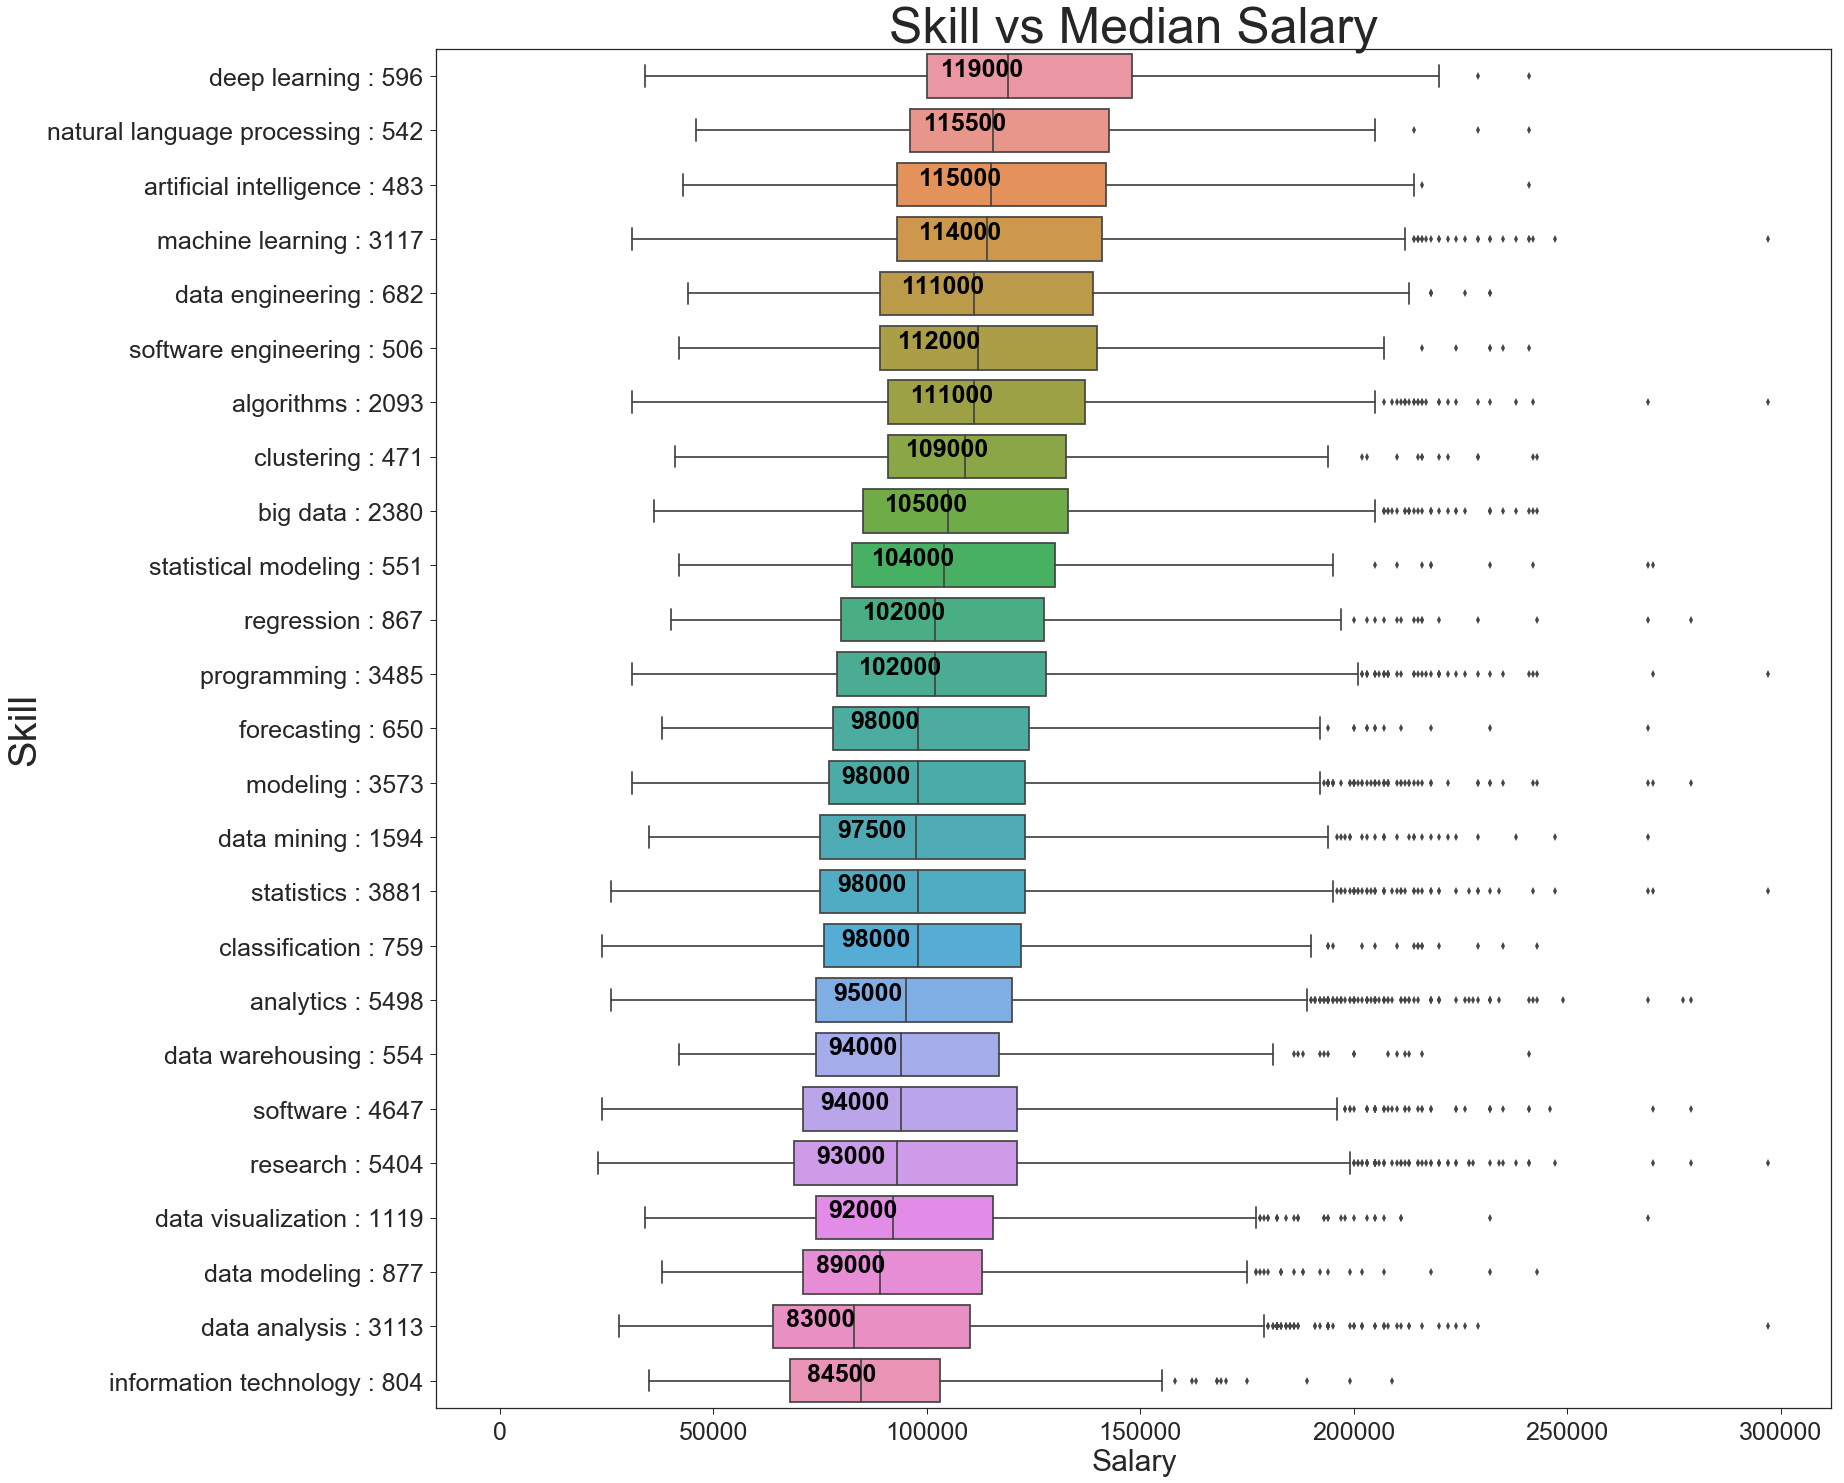 Skill vs Median Salary
deep learning : 596
119000
natural language processing : 542
115500
artificial intelligence : 483
115000
machine learning : 3117
114000
data engineering : 682
111000
software engineering : 506
112000
algorithms : 2093
111000
clustering : 471
109000
big data : 2380
105000
statistical modeling : 551
104000
regression : 867
102000
programming : 3485
102000
forecasting : 650
98000
modeling : 3573
98000
data mining : 1594
97500
statistics : 3881
98000
classification : 759
98000
analytics : 5498
95000
data warehousing : 554
94000
software : 4647
94000
research : 5404
93000
data visualization : 1119
92000
data modeling : 877
89000
data analysis : 3113
83000
information technology : 804
84500
Skill
0 50000 100000 150000 200000 250000 300000
Salary